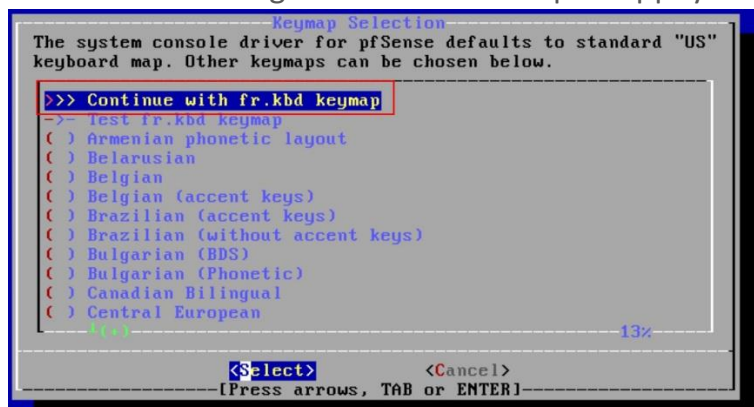 Keymap Selection
The system console driver for pfSense defaults to standard "US"
keyboard map. Other keymaps can be chosen below.
>>> Continue with fr.kbd keymap
->- Test fr.kbd keymap
( ) Armenian phonetic layout
( ) Belarusian
( ) Belgian
( ) Belgian (accent keys)
( ) Brazilian (accent keys)
( ) Brazilian (without accent keys)
( ) Bulgarian (BDS)
( ) Bulgarian (Phonetic)
( ) Canadian Bilingual
( ) Central European
(+) 13%
<Select> <Cancel>
[Press arrows, TAB or ENTER]